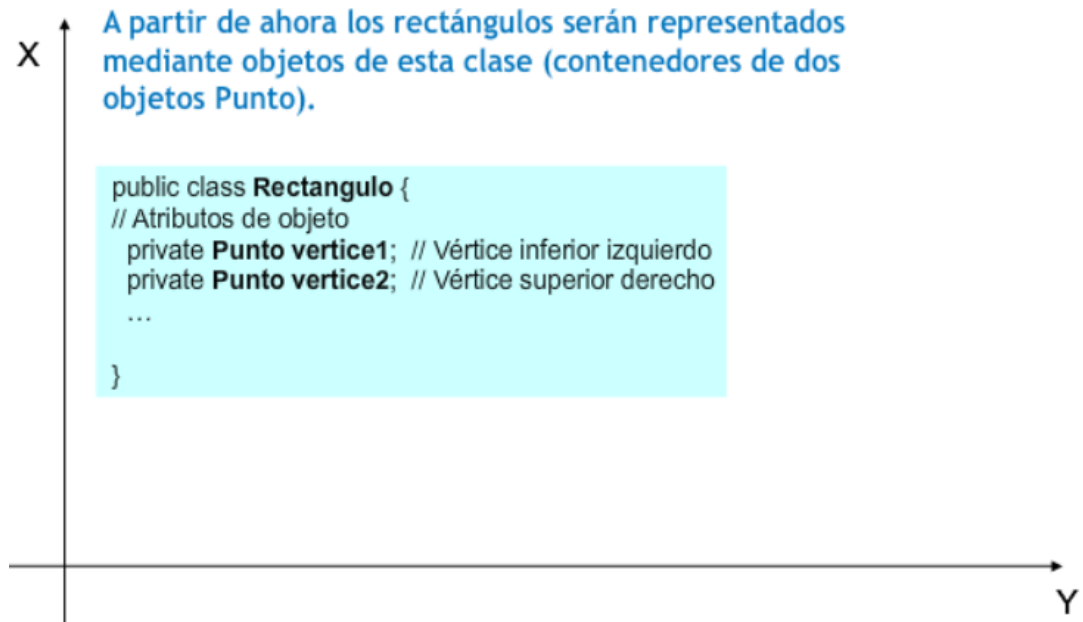 X
A partir de ahora los rectángulos serán representados
mediante objetos de esta clase (contenedores de dos
objetos Punto).
public class Rectangulo {
// Atributos de objeto
private Punto vertice1; // Vértice inferior izquierdo
private Punto vertice2; // Vértice superior derecho
...
}
Y